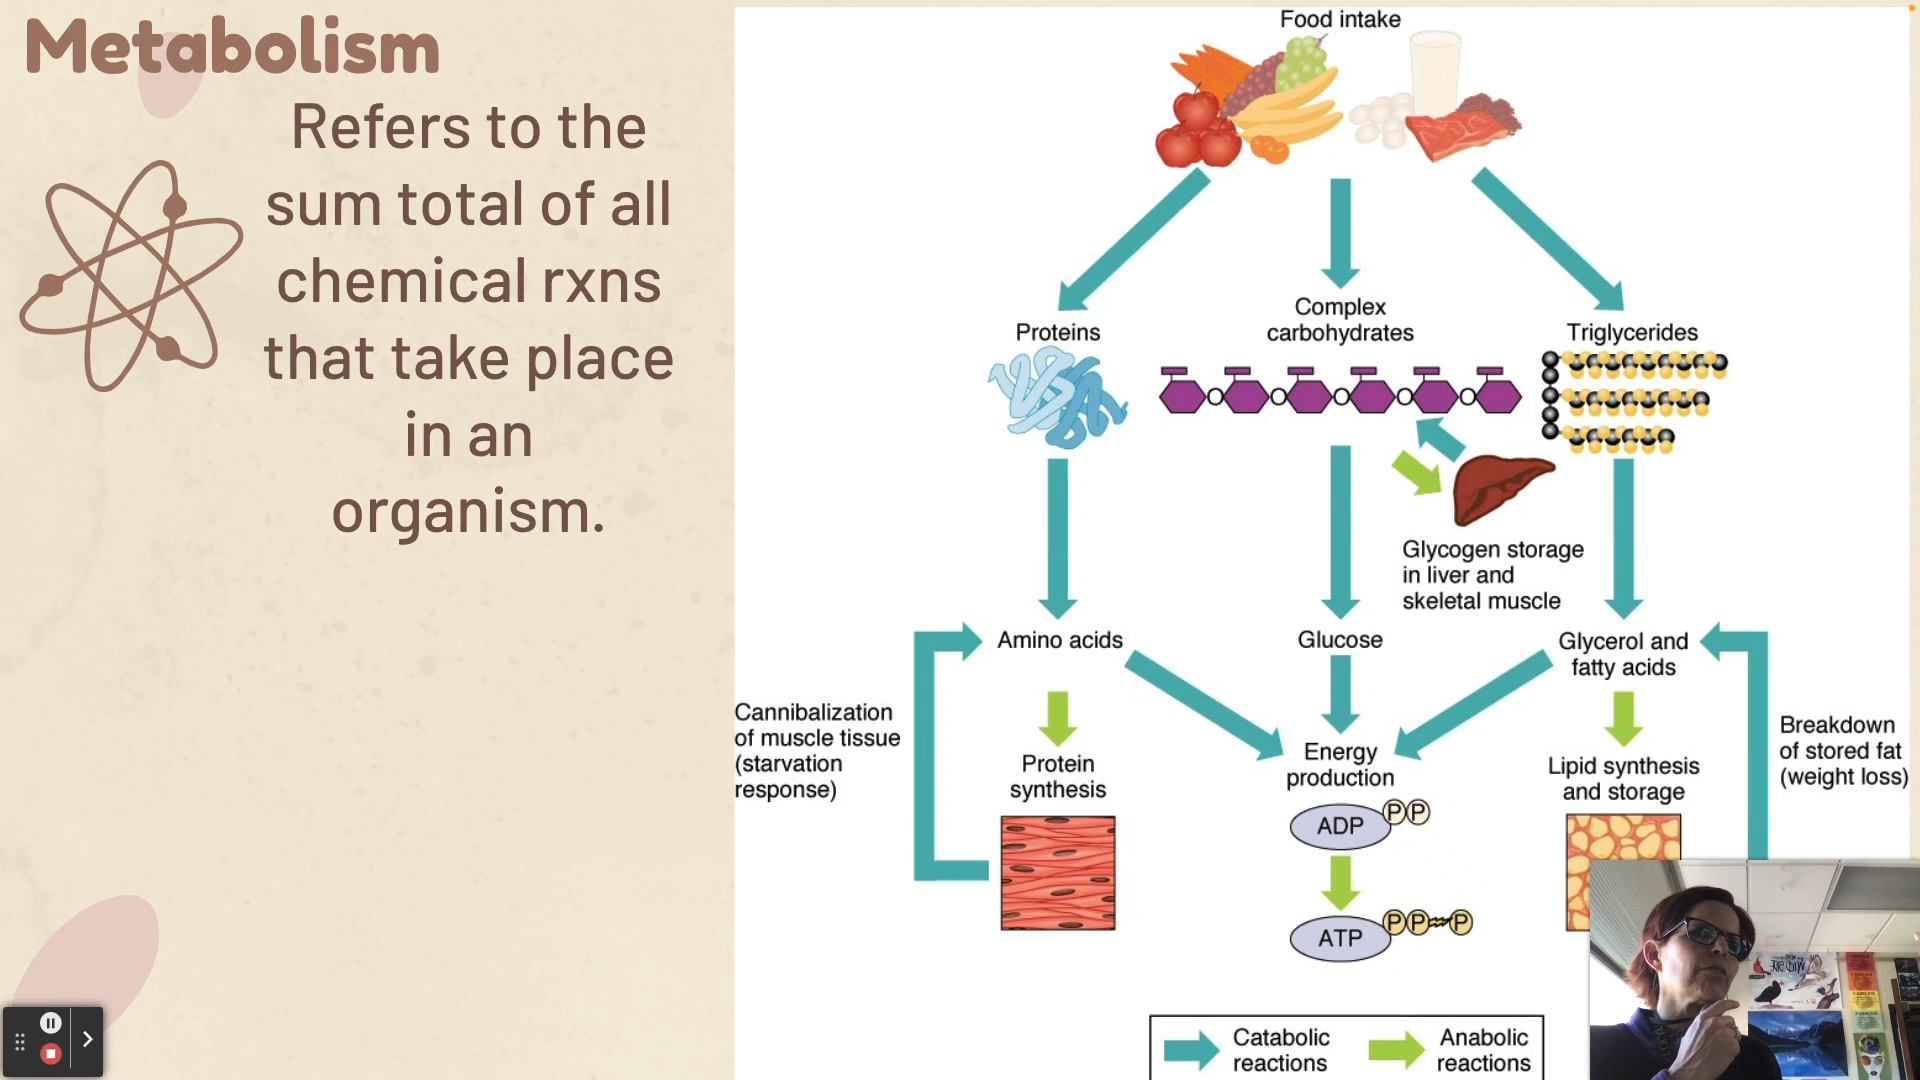 Metabolism
Refers to the
sum total of all
chemical rxns
that take place
in an
organism.
Food intake
Proteins
Complex
carbohydrates
Triglycerides
O O O O O
Glycogen storage
in liver and
skeletal muscle
Amino acids
Glucose
Glycerol and
fatty acids
Cannibalization
of muscle tissue
(starvation
response)
Protein
synthesis
Energy
production
Lipid synthesis
and storage
Breakdown
of stored fat
(weight loss)
ADP P P
ATP P P P
Catabolic
reactions
Anabolic
reactions